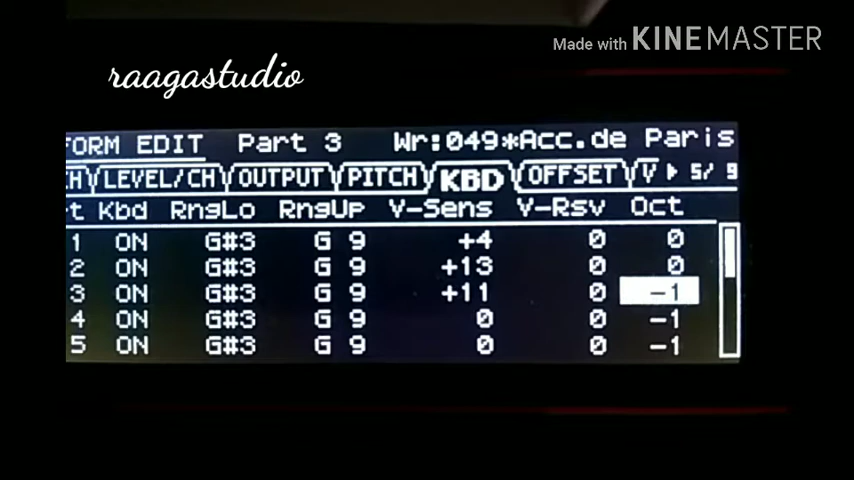 Made with KINEMASTER
raagastudio
FORM EDIT Part 3 Wr:049*Acc.de Paris
H LEVEL/CH OUTPUT PITCH KBD OFFSET V ▶ 5/ 9
t Kbd RngLo RngUp V-Sens V-Rsv Oct
1 ON G#3 G 9 +4 0 0
2 ON G#3 G 9 +13 0 0
3 ON G#3 G 9 +11 0 -1
4 ON G#3 G 9 0 0 -1
5 ON G#3 G 9 0 0 -1